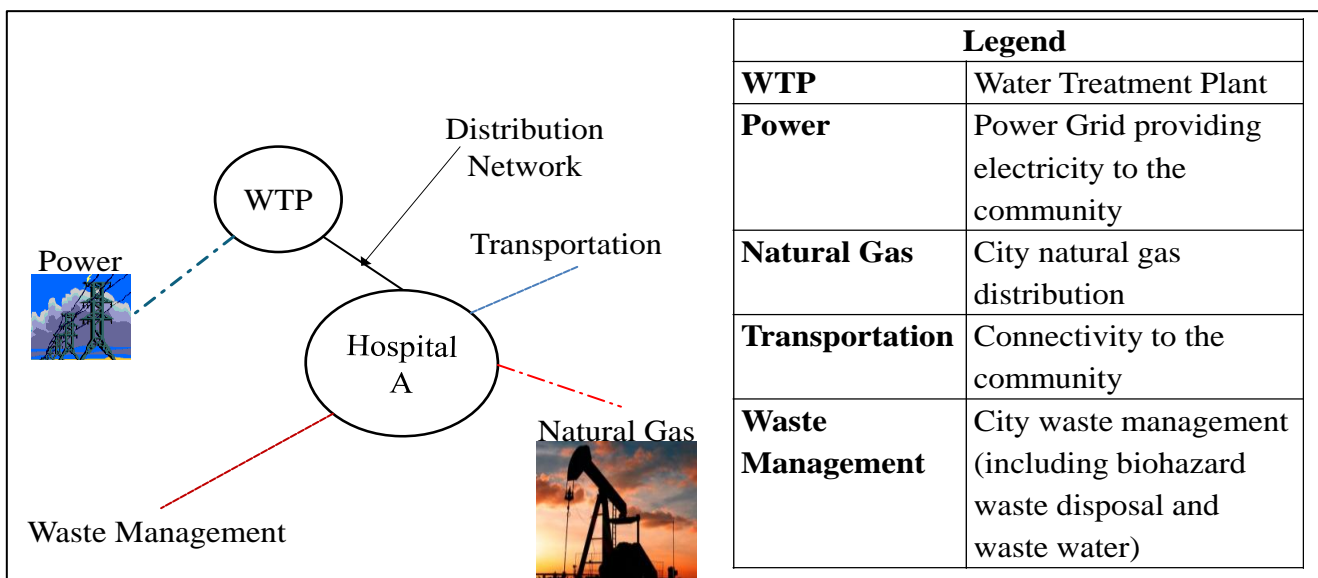 Distribution
Network
WTP
Transportation
Power
Hospital
A
Natural Gas
Waste Management
Legend
WTP
Water Treatment Plant
Power
Power Grid providing
electricity to the
community
Natural Gas
City natural gas
distribution
Transportation
Connectivity to the
community
Waste
Management
City waste management
(including biohazard
waste disposal and
waste water)